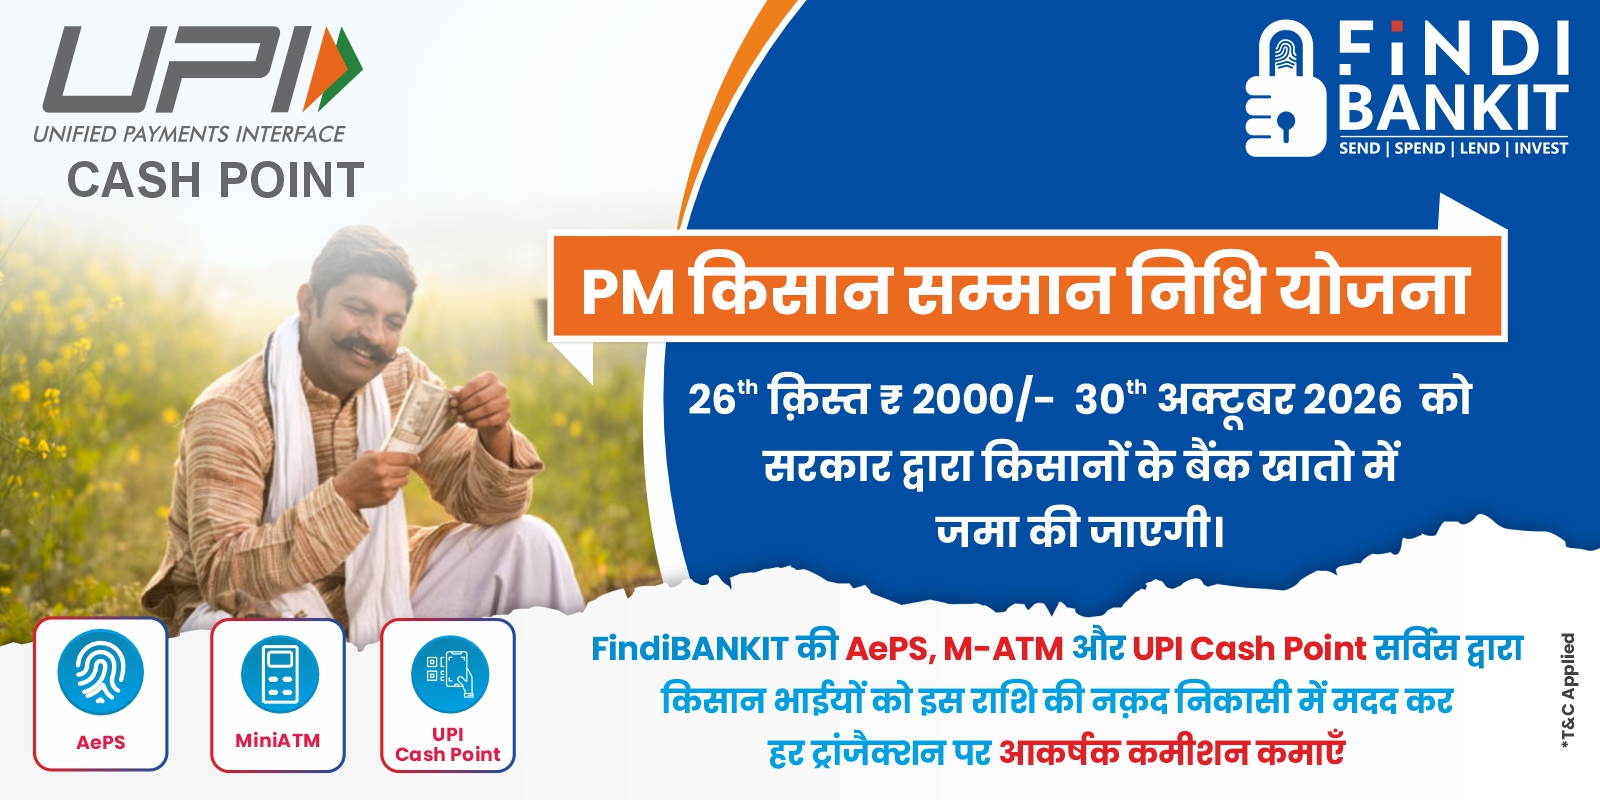 UPI
UNIFIED PAYMENTS INTERFACE
CASH POINT
FiNDI
BANKIT
SEND | SPEND | LEND | INVEST
PM किसान सम्मान निधि योजना
26th क़िस्त ₹ 2000/- 30th अक्टूबर 2026 को
सरकार द्वारा किसानों के बैंक खातो में
जमा की जाएगी।
FindiBANKIT की AePS, M-ATM और UPI Cash Point सर्विस द्वारा
किसान भाईयों को इस राशि की नक़द निकासी में मदद कर
हर ट्रांजैक्शन पर आकर्षक कमीशन कमाएँ
AePS
MiniATM
UPI
Cash Point
*T&C Applied